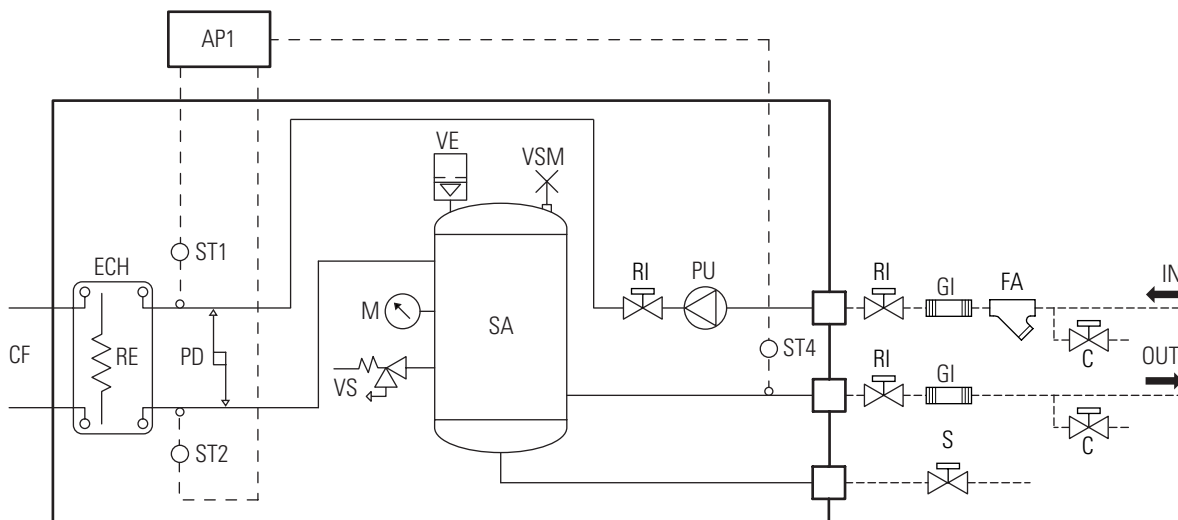 AP1
VE
VSM
ST1
ECH
RI
PU
RI
GI
FA
IN
M
SA
CF
RE
PD
ST4
C
OUT
VS
RI
GI
ST2
S
C